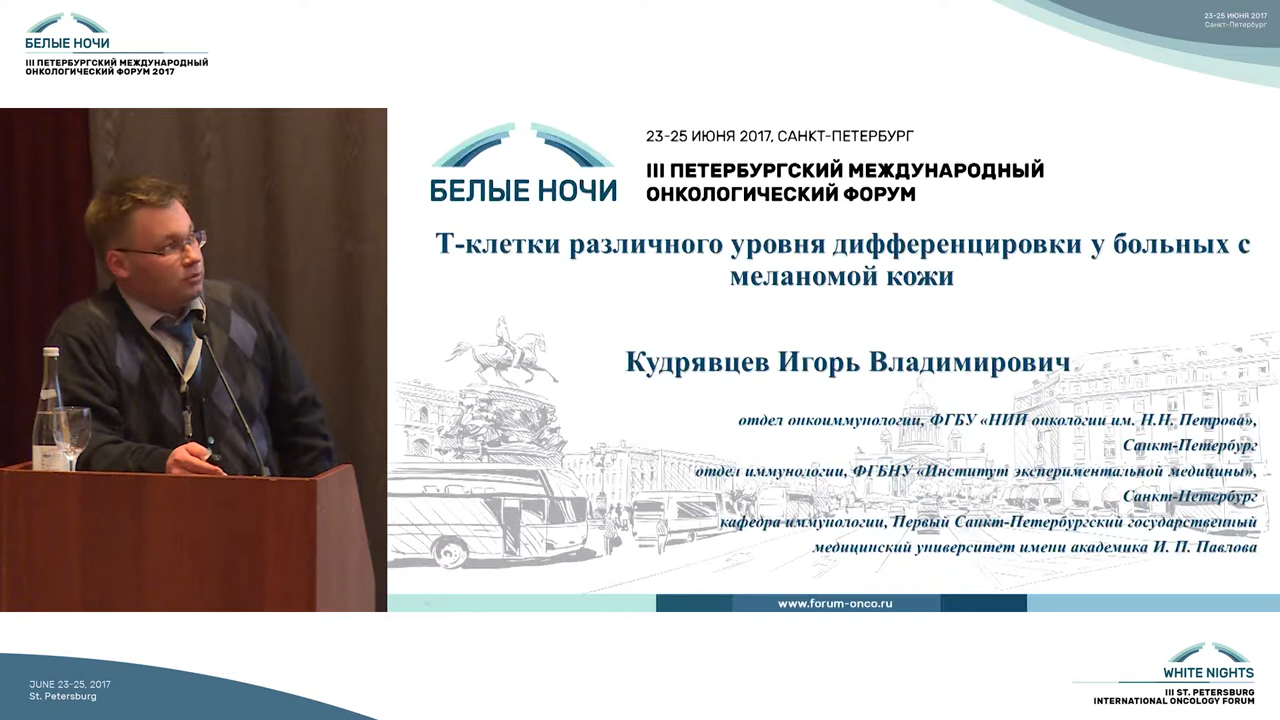 БЕЛЫЕ НОЧИ
III ПЕТЕРБУРГСКИЙ МЕЖДУНАРОДНЫЙ
ОНКОЛОГИЧЕСКИЙ ФОРУМ 2017
23-25 ИЮНЯ 2017
Санкт-Петербург
БЕЛЫЕ НОЧИ
23-25 ИЮНЯ 2017, САНКТ-ПЕТЕРБУРГ
III ПЕТЕРБУРГСКИЙ МЕЖДУНАРОДНЫЙ
ОНКОЛОГИЧЕСКИЙ ФОРУМ
Т-клетки различного уровня дифференцировки у больных с
меланомой кожи
Кудрявцев Игорь Владимирович
отдел онкоиммунологии, ФГБУ «НИИ онкологии им. Н.Н. Петрова»,
Санкт-Петербург
отдел иммунологии, ФГБНУ «Институт экспериментальной медицины»,
Санкт-Петербург
кафедра иммунологии, Первый Санкт-Петербургский государственный
медицинский университет имени академика И. П. Павлова
www.forum-onco.ru
JUNE 23-25, 2017
St. Petersburg
WHITE NIGHTS
III ST. PETERSBURG
INTERNATIONAL ONCOLOGY FORUM